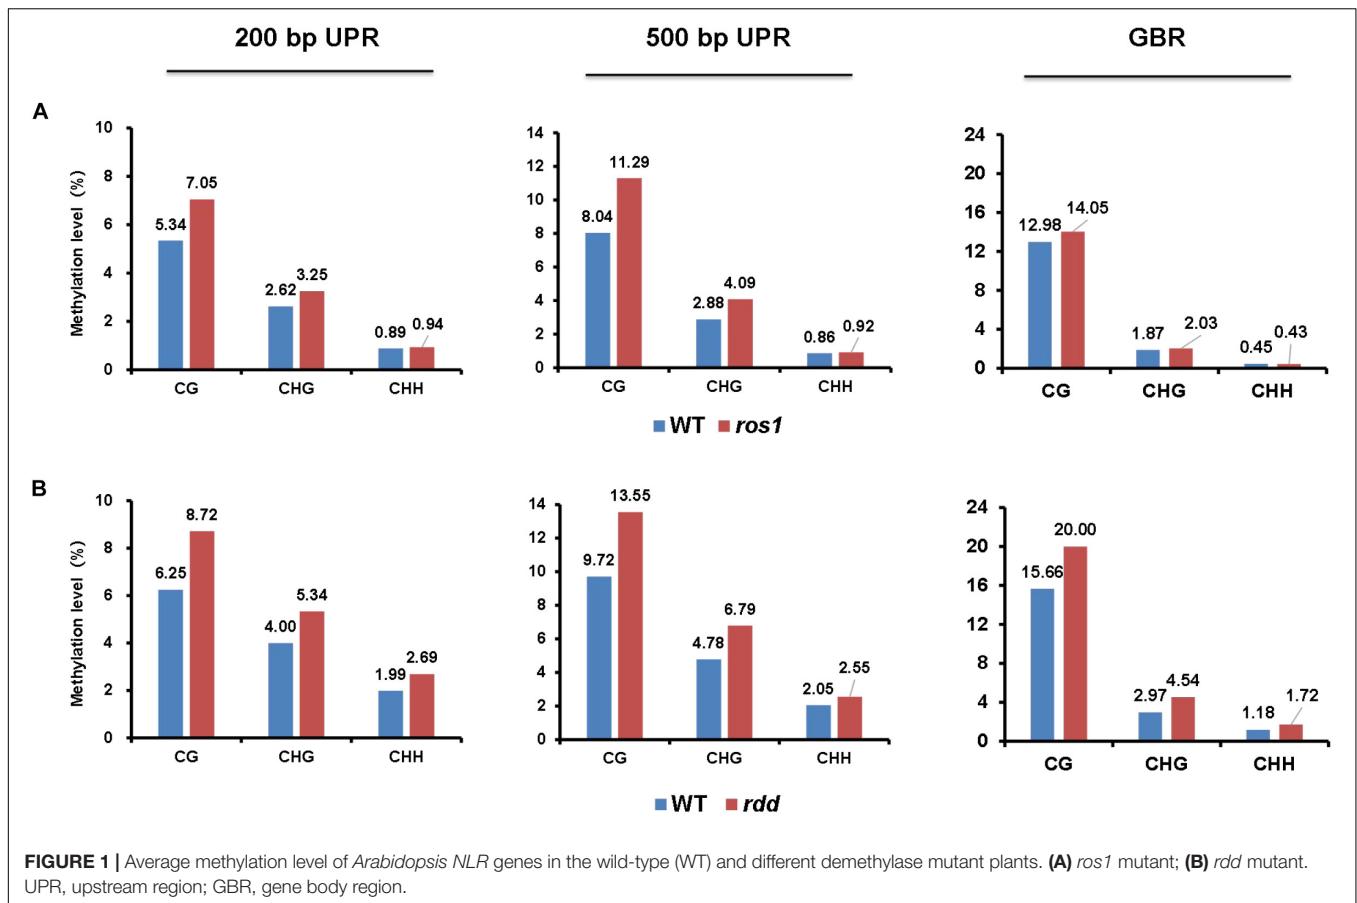 200 bp UPR 500 bp UPR GBR
A
Methylation level (%)
10
8
6
4
2
0
5.34 7.05 2.62 3.25 0.89 0.94
CG CHG CHH
14
12
10
8
6
4
2
0
8.04 11.29 2.88 4.09 0.86 0.92
CG CHG CHH
24
20
16
12
8
4
0
12.98 14.05 1.87 2.03 0.45 0.43
CG CHG CHH
WT ros1
B
Methylation level (%)
10
8
6
4
2
0
6.25 8.72 4.00 5.34 1.99 2.69
CG CHG CHH
14
12
10
8
6
4
2
0
9.72 13.55 4.78 6.79 2.05 2.55
CG CHG CHH
24
20
16
12
8
4
0
15.66 20.00 2.97 4.54 1.18 1.72
CG CHG CHH
WT rdd
FIGURE 1 | Average methylation level of Arabidopsis NLR genes in the wild-type (WT) and different demethylase mutant plants. (A) ros1 mutant; (B) rdd mutant.
UPR, upstream region; GBR, gene body region.